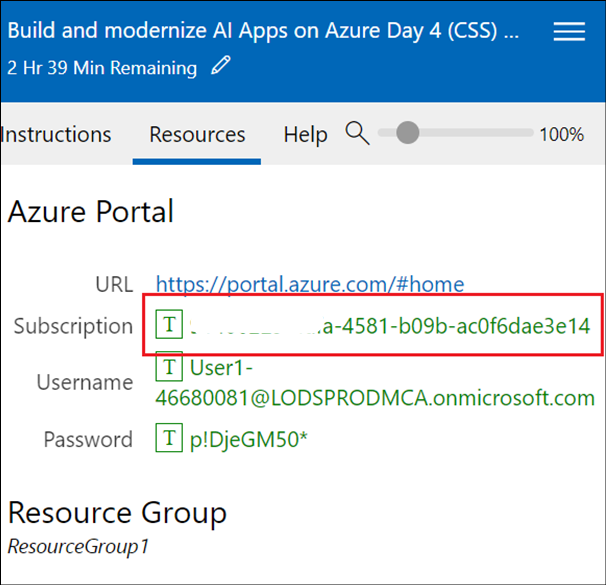 Build and modernize AI Apps on Azure Day 4 (CSS) ...
2 Hr 39 Min Remaining
Instructions Resources Help 100%
Azure Portal
URL https://portal.azure.com/#home
Subscription T a-4581-b09b-ac0f6dae3e14
Username T User1-
46680081@LODSPRODMCA.onmicrosoft.com
Password T p!DjeGM50*
Resource Group
ResourceGroup1